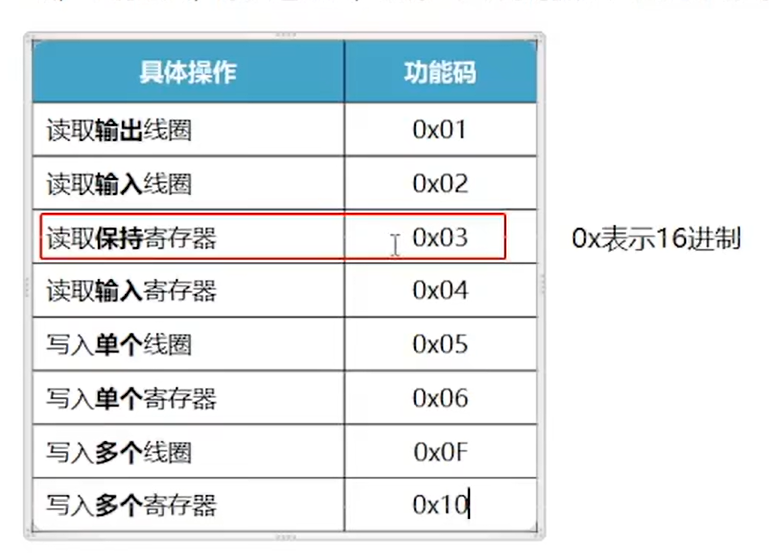 具体操作 功能码
读取输出线圈 0x01
读取输入线圈 0x02
读取保持寄存器 0x03
0x表示16进制
读取输入寄存器 0x04
写入单个线圈 0x05
写入单个寄存器 0x06
写入多个线圈 0x0F
写入多个寄存器 0x10